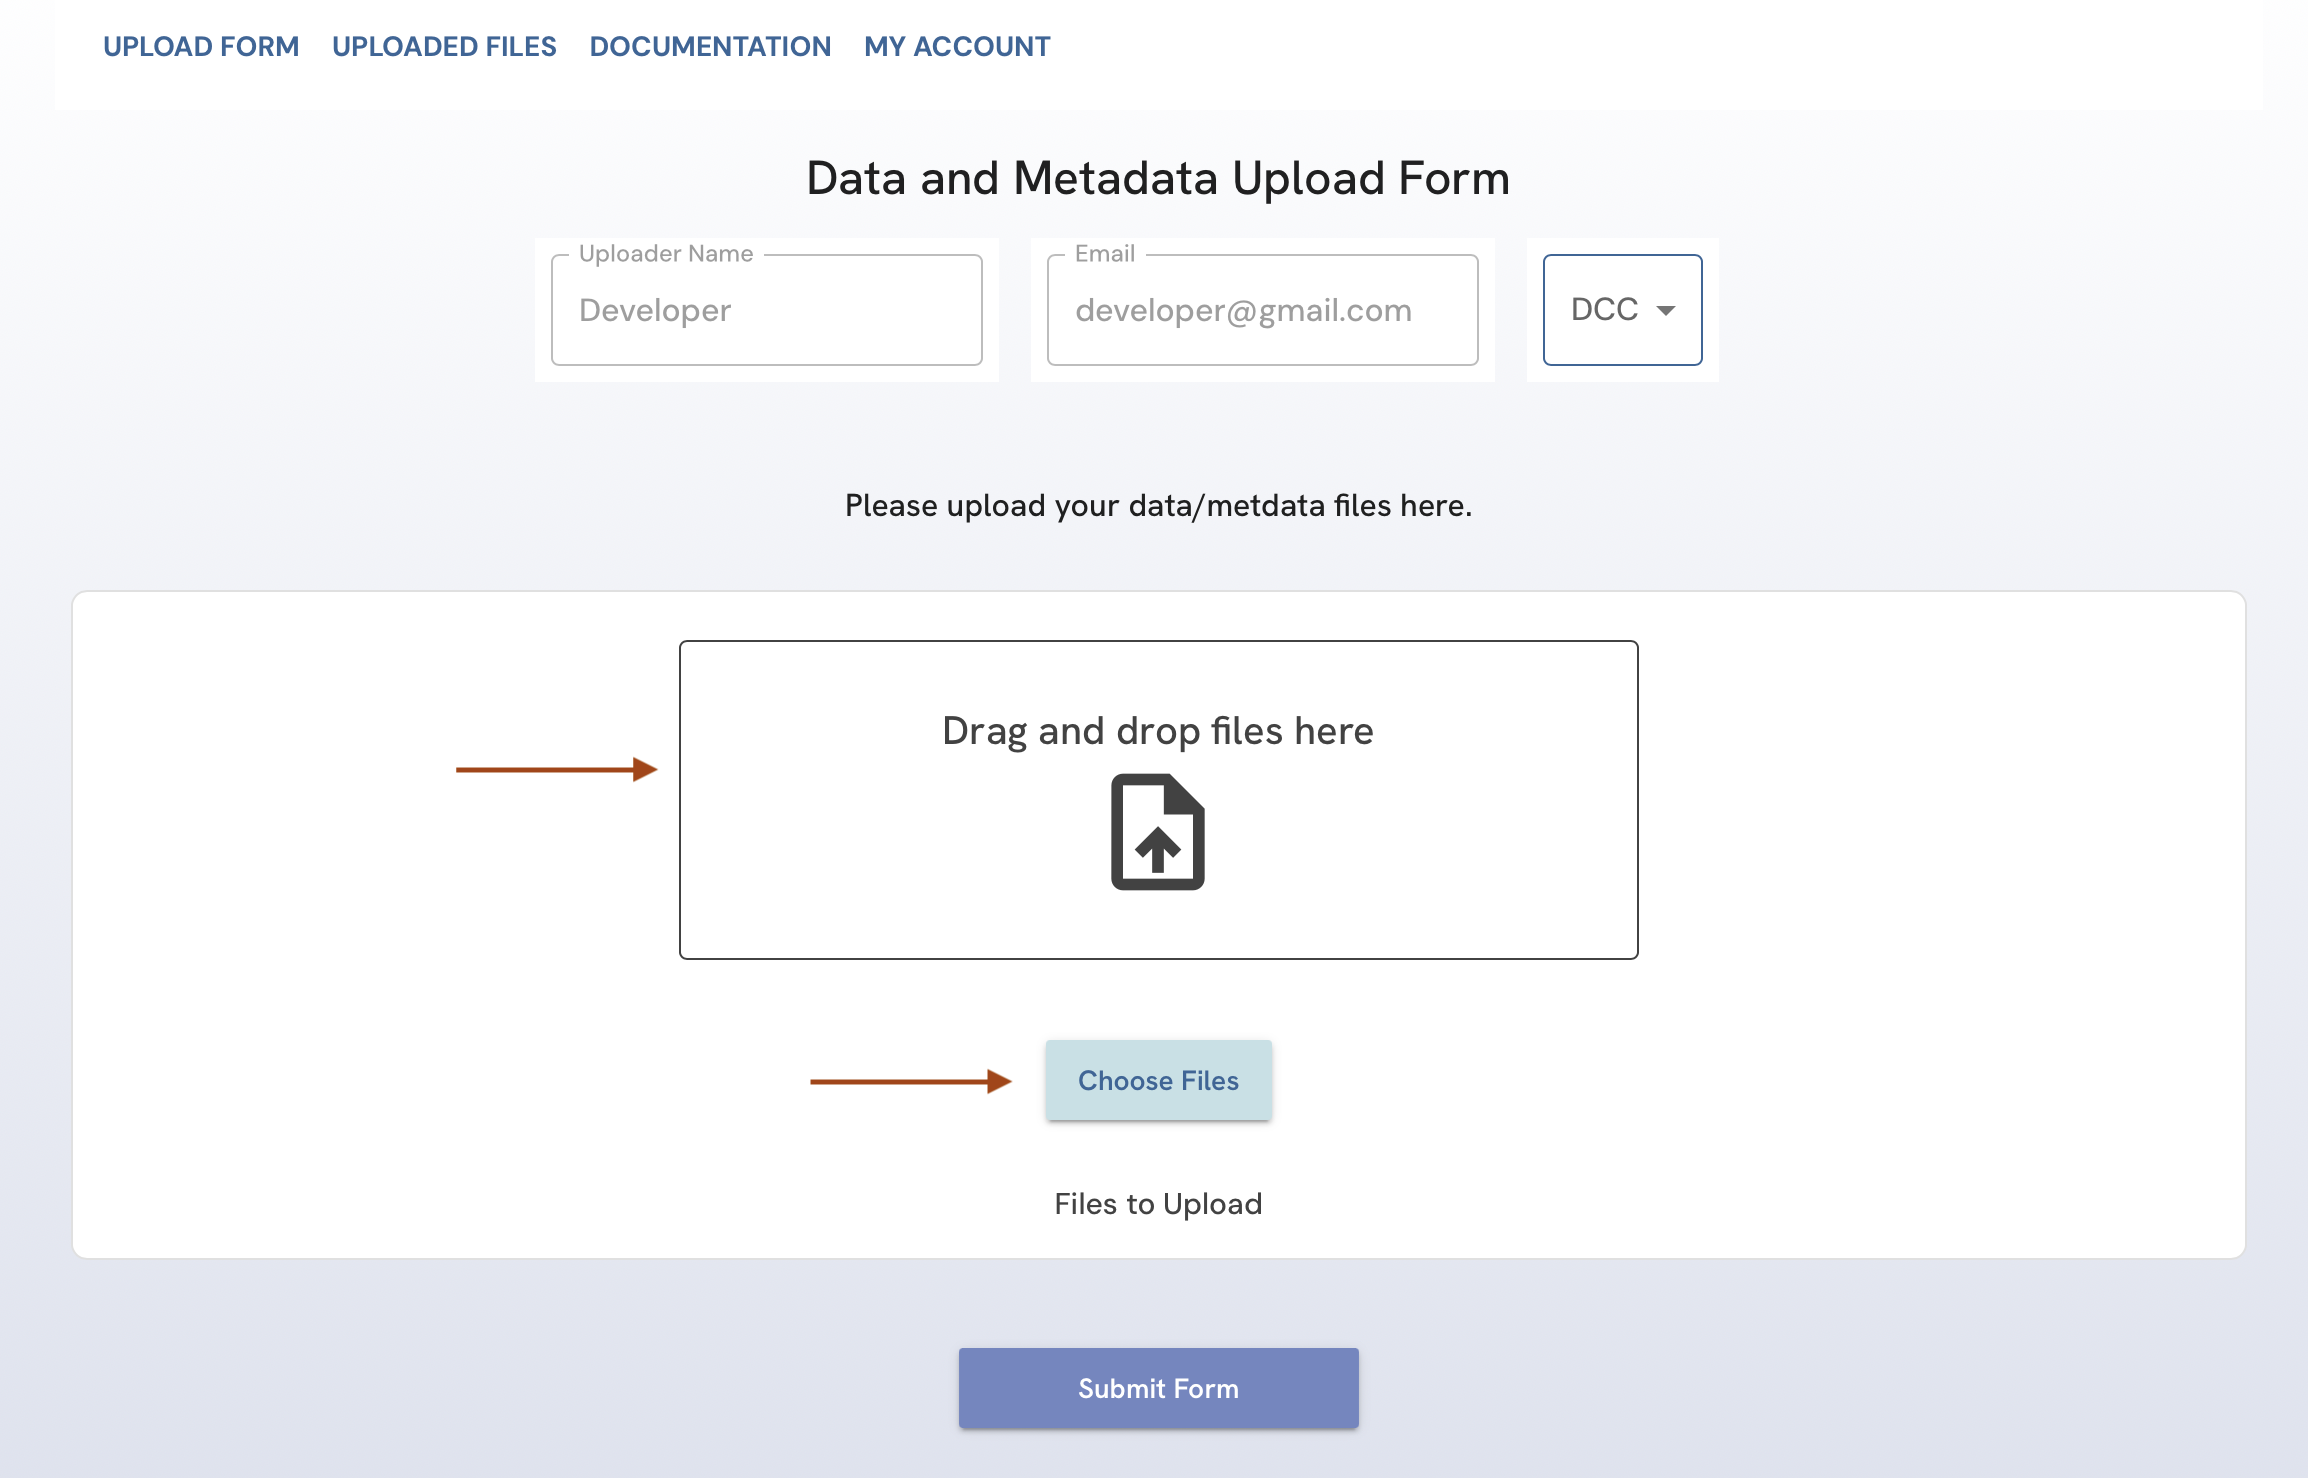 UPLOAD FORM UPLOADED FILES DOCUMENTATION MY ACCOUNT
Data and Metadata Upload Form
Uploader Name Email
Developer developer@gmail.com DCC
Please upload your data/metdata files here.
Drag and drop files here
Choose Files
Files to Upload
Submit Form